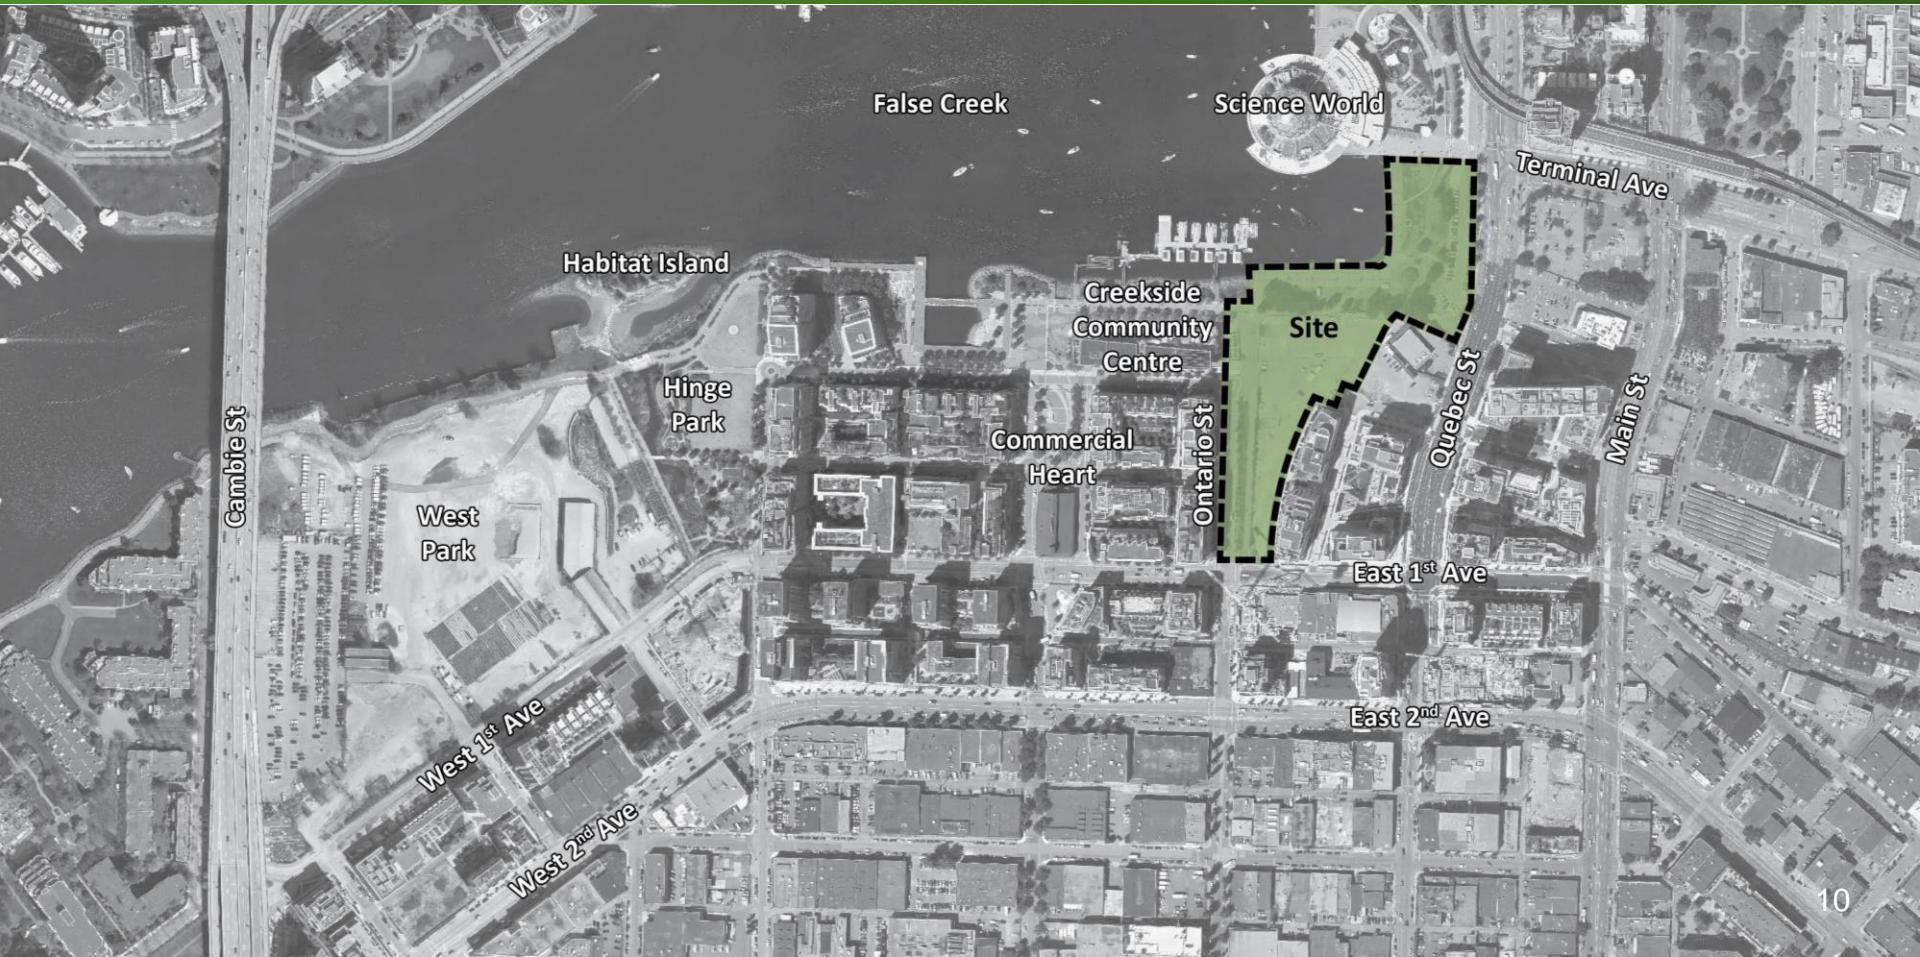 False Creek
Science World
Terminal Ave
Habitat Island
Creekside
Community
Centre
Site
Hinge
Park
Quebec St
Main St
Cambie St
Ontario St
Commercial
Heart
West
Park
East 1st Ave
West 1st Ave
East 2nd Ave
West 2nd Ave
10